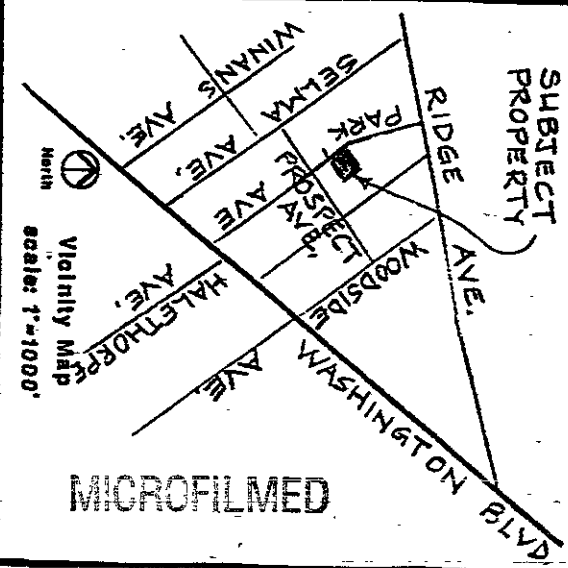 SUBJECT
PROPERTY
RIDGE AVE.
PARK AVE
WINANS AVE.
SELMA AVE.
PROSPECT AVE.
WOODSIDE AVE.
HALETHORPE AVE.
WASHINGTON BLVD
North
Vicinity Map
scale: 1"=1000'
MICROFILMED